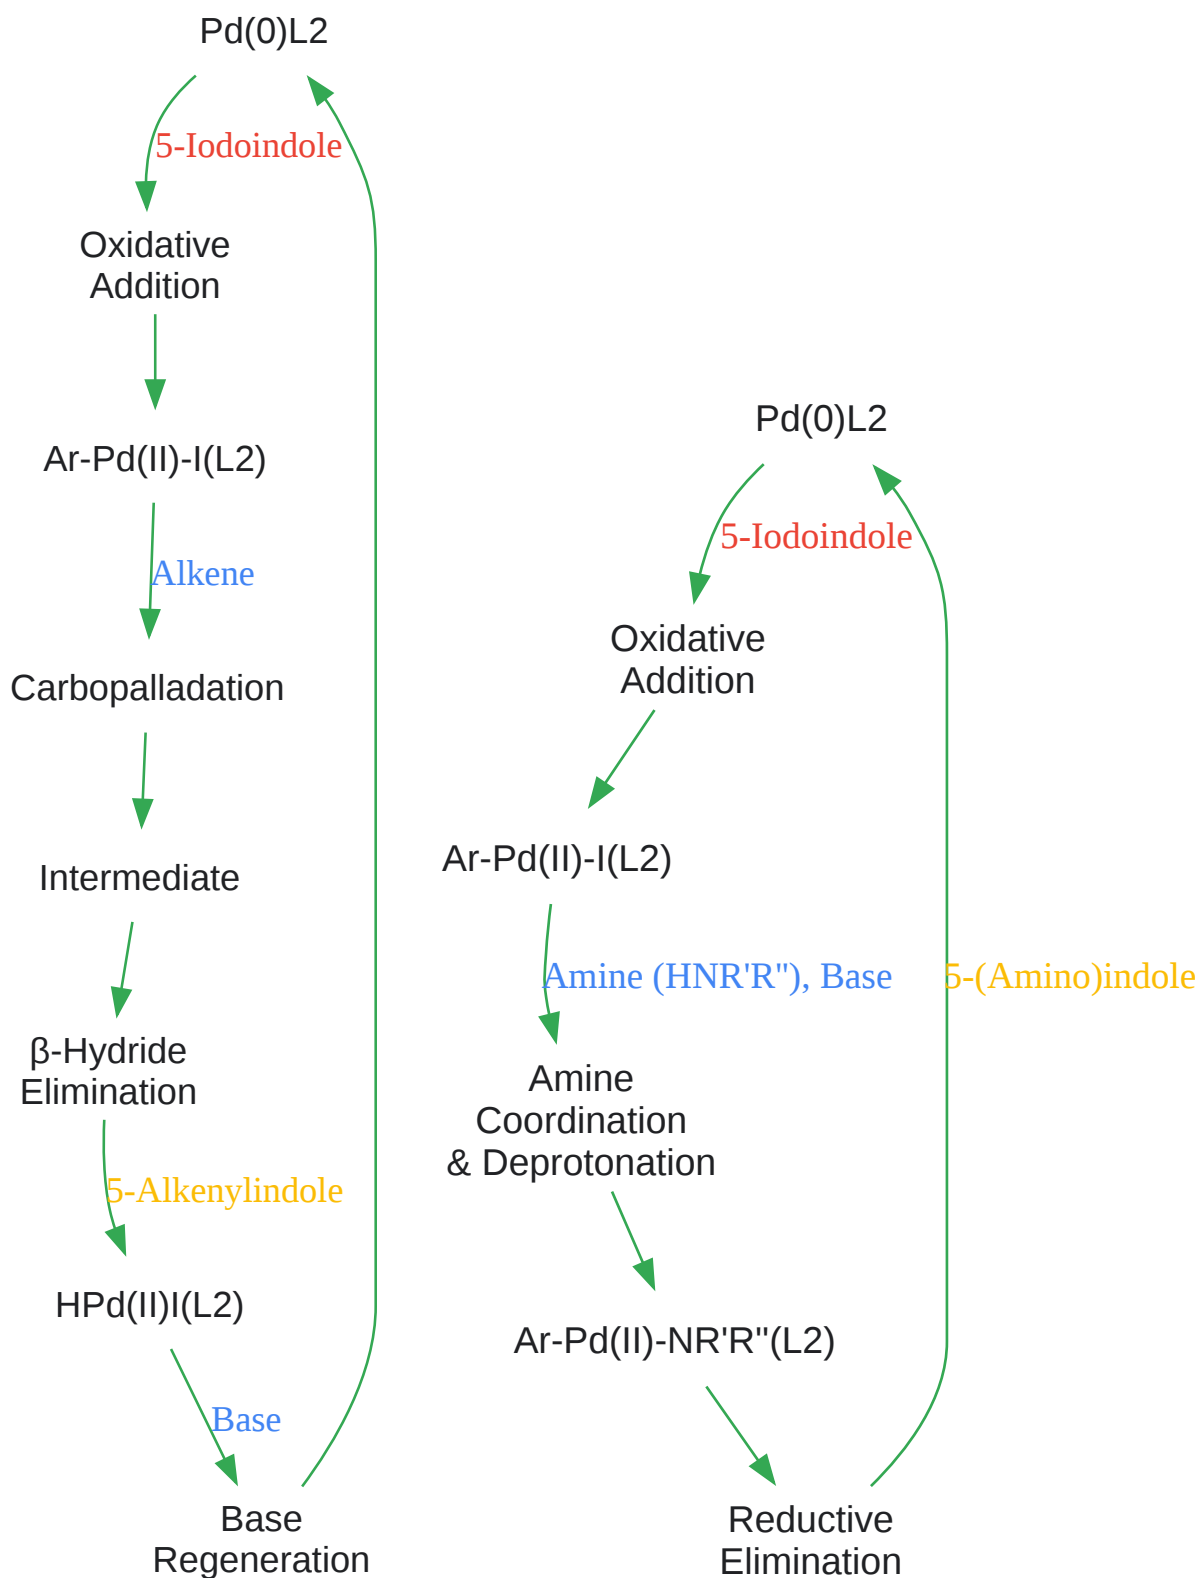 Pd(0)L2
5-Iodoindole
Oxidative
Addition
Ar-Pd(II)-I(L2)
Alkene
Carbopalladation
Intermediate
β-Hydride
Elimination
5-Alkenylindole
HPd(II)I(L2)
Base
Base
Regeneration
Pd(0)L2
5-Iodoindole
Oxidative
Addition
Ar-Pd(II)-I(L2)
Amine (HNR'R"), Base
5-(Amino)indole
Amine
Coordination
& Deprotonation
Ar-Pd(II)-NR'R"(L2)
Reductive
Elimination